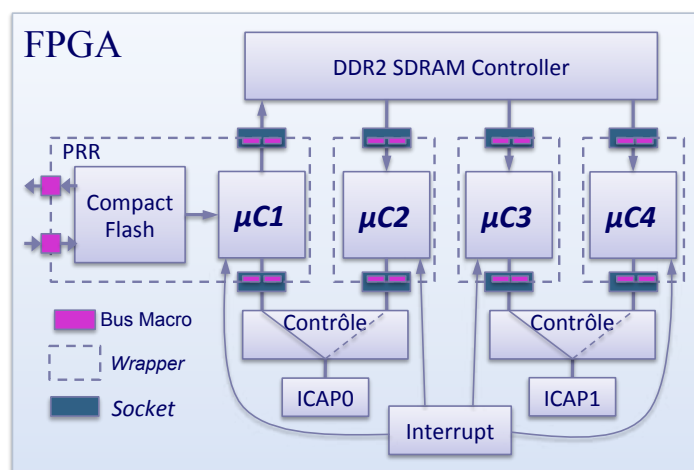 FPGA
DDR2 SDRAM Controller
PRR
Compact
Flash
μC1
μC2
μC3
μC4
Bus Macro
Wrapper
Socket
Contrôle
Contrôle
ICAP0
ICAP1
Interrupt